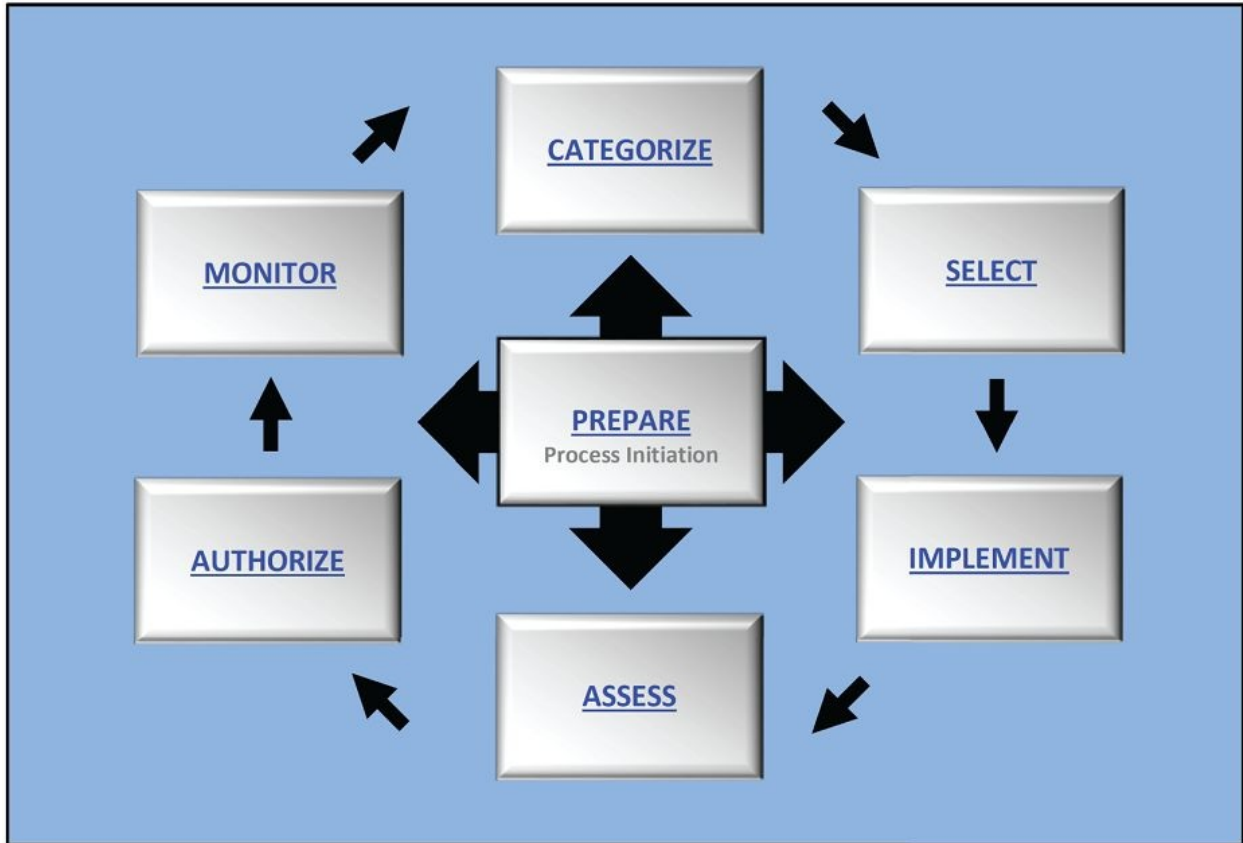 CATEGORIZE
SELECT
IMPLEMENT
ASSESS
AUTHORIZE
MONITOR
PREPARE
Process Initiation